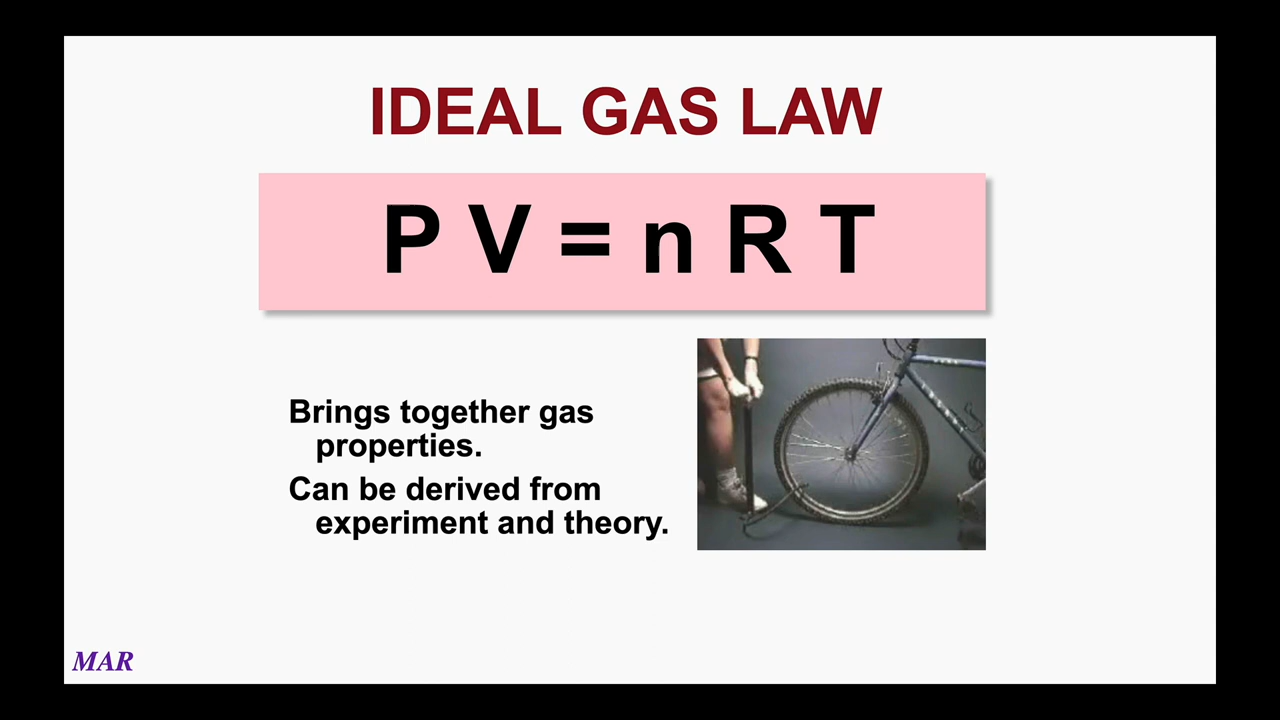 IDEAL GAS LAW
P V = n R T
Brings together gas
properties.
Can be derived from
experiment and theory.
MAR